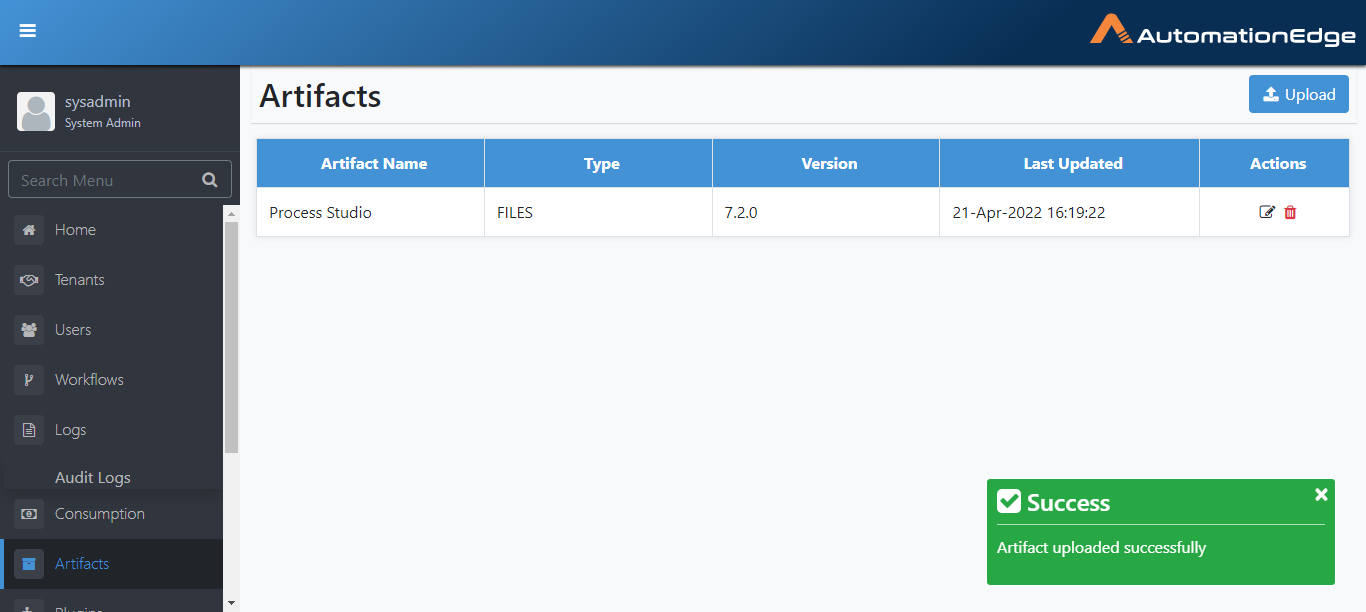 AutomationEdge
sysadmin
System Admin
Search Menu
Home
Tenants
Users
Workflows
Logs
Audit Logs
Consumption
Artifacts
Plugins
Artifacts
Upload
Artifact Name Type Version Last Updated Actions
Process Studio FILES 7.2.0 21-Apr-2022 16:19:22
Success
Artifact uploaded successfully